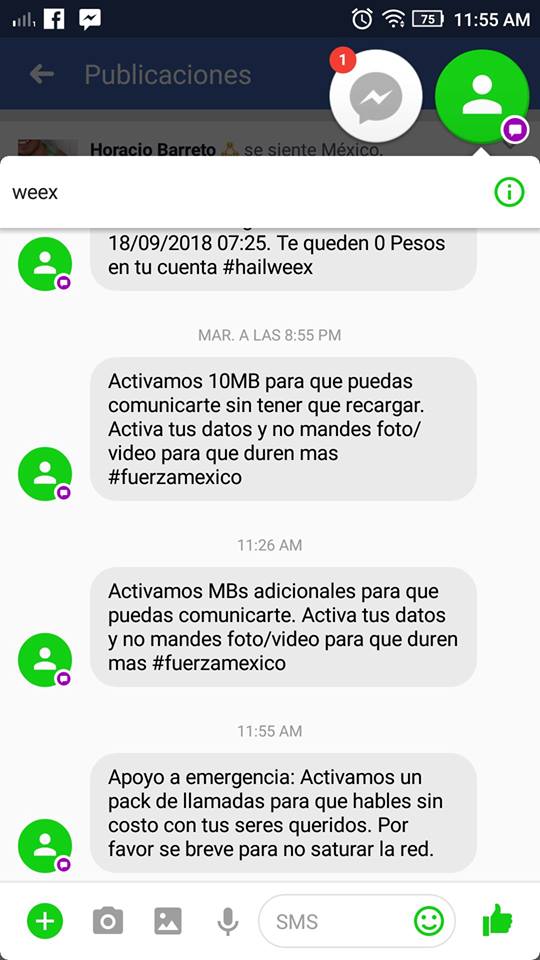 75 11:55 AM
Publicaciones
1
Horacio Barreto se siente México.
weex
18/09/2018 07:25. Te queden 0 Pesos
en tu cuenta #hailweex
MAR. A LAS 8:55 PM
Activamos 10MB para que puedas
comunicarte sin tener que recargar.
Activa tus datos y no mandes foto/
video para que duren mas
#fuerzamexico
11:26 AM
Activamos MBs adicionales para que
puedas comunicarte. Activa tus datos
y no mandes foto/video para que duren
mas #fuerzamexico
11:55 AM
Apoyo a emergencia: Activamos un
pack de llamadas para que hables sin
costo con tus seres queridos. Por
favor se breve para no saturar la red.
SMS